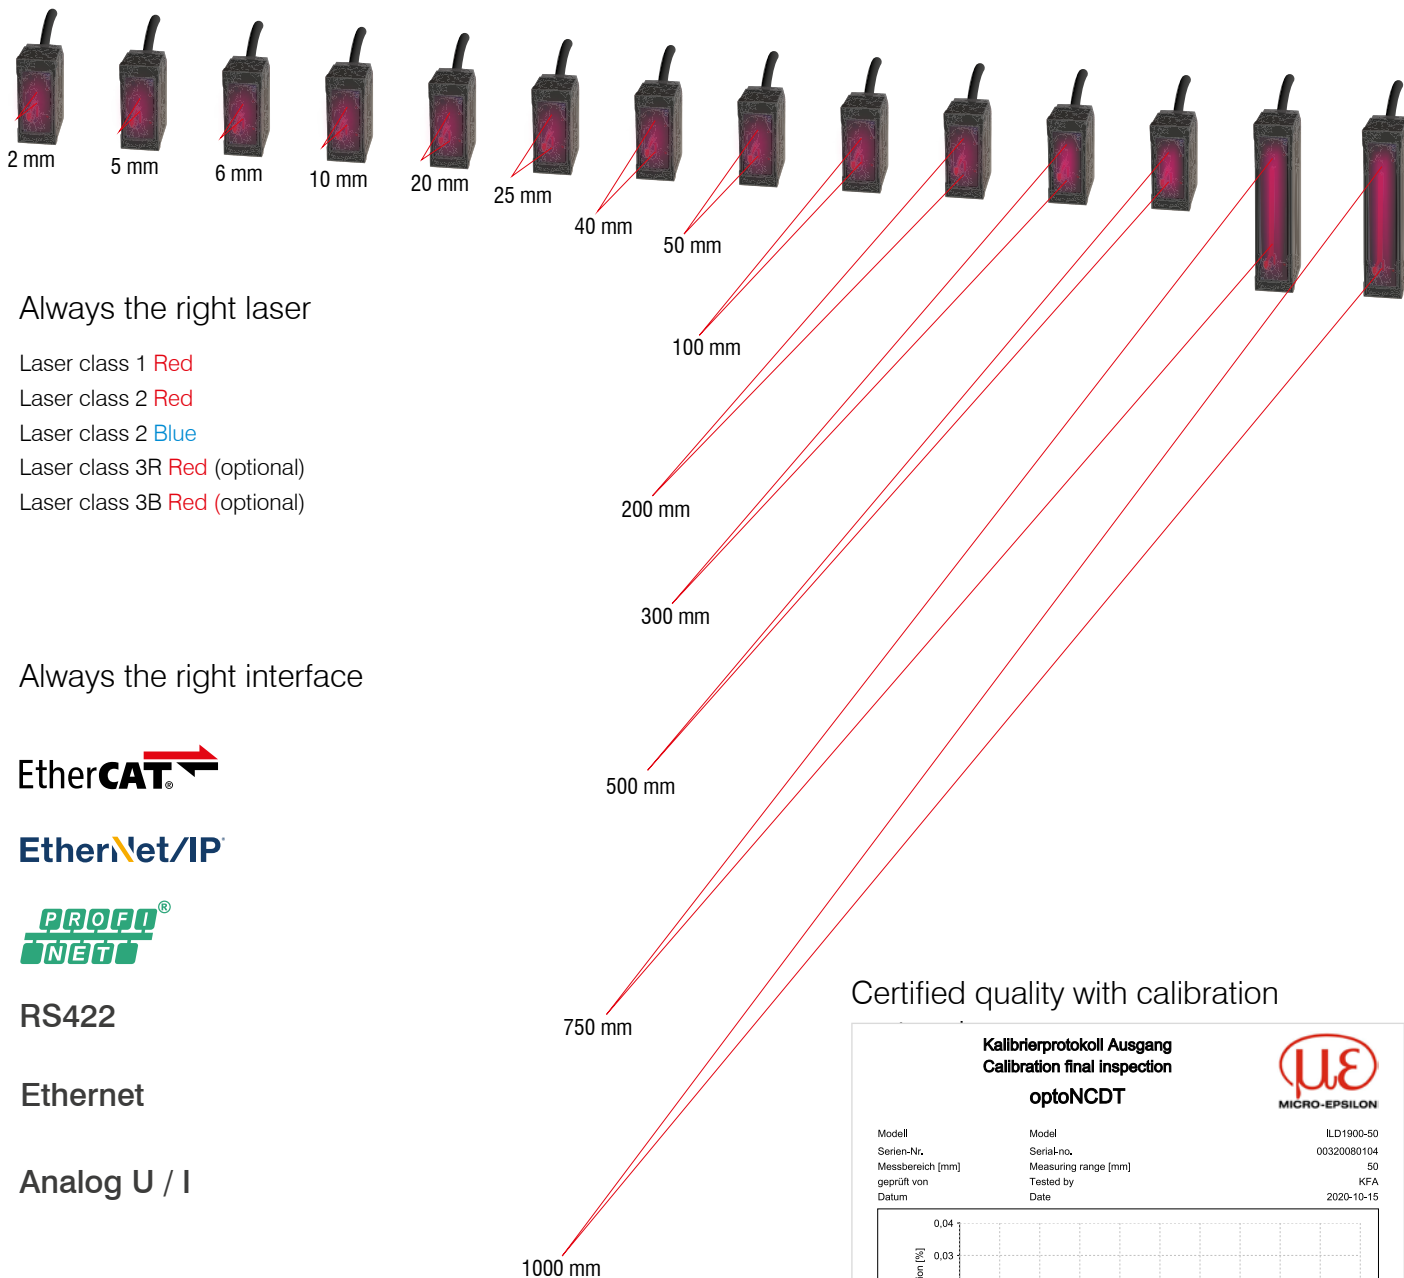 2 mm
5 mm
6 mm
10 mm
20 mm
25 mm
40 mm
50 mm
100 mm
200 mm
300 mm
500 mm
750 mm
1000 mm
Always the right laser
Laser class 1 Red
Laser class 2 Red
Laser class 2 Blue
Laser class 3R Red (optional)
Laser class 3B Red (optional)
Always the right interface
EtherCAT®
EtherNet/IP
PROFI®
NET
RS422
Ethernet
Analog U / I
Certified quality with calibration
Kalibrierprotokoll Ausgang
Calibration final inspection
optoNCDT
με
MICRO-EPSILON
Modell Model ILD1900-50
Serien-Nr. Serial-no. 00320080104
Messbereich [mm] Measuring range [mm] 50
geprüft von Tested by KFA
Datum Date 2020-10-15
0,04
0,03
[%]